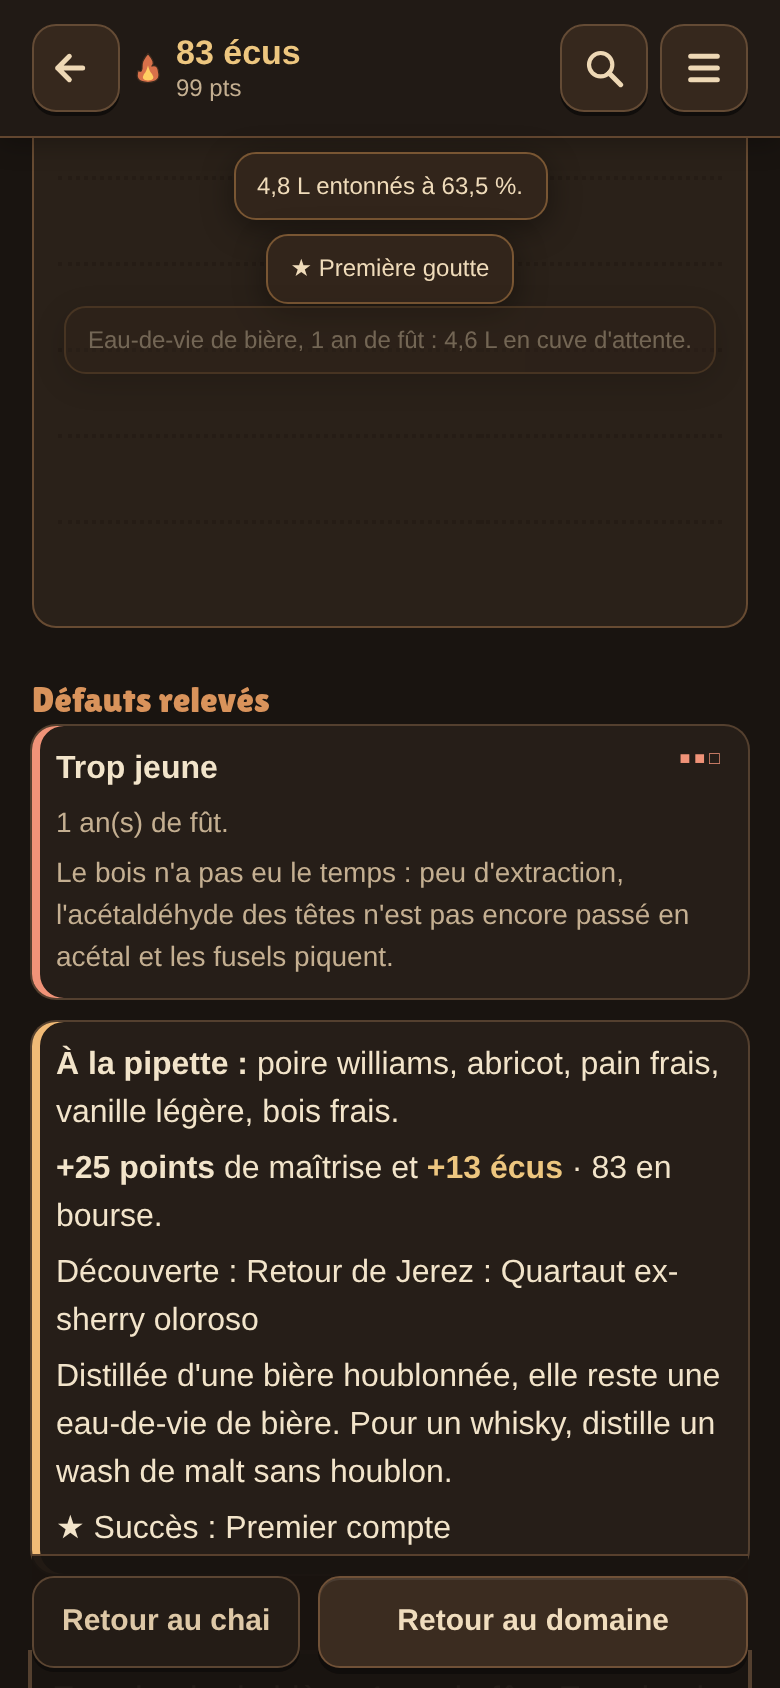 83 écus
99 pts
4,8 L entonnés à 63,5 %.
★ Première goutte
Eau-de-vie de bière, 1 an de fût : 4,6 L en cuve d'attente.
Défauts relevés
Trop jeune
1 an(s) de fût.
Le bois n'a pas eu le temps : peu d'extraction,
l'acétaldéhyde des têtes n'est pas encore passé en
acétal et les fusels piquent.
À la pipette : poire williams, abricot, pain frais,
vanille légère, bois frais.
+25 points de maîtrise et +13 écus · 83 en
bourse.
Découverte : Retour de Jerez : Quartaut ex-
sherry oloroso
Distillée d'une bière houblonnée, elle reste une
eau-de-vie de bière. Pour un whisky, distille un
wash de malt sans houblon.
★ Succès : Premier compte
Retour au chai
Retour au domaine